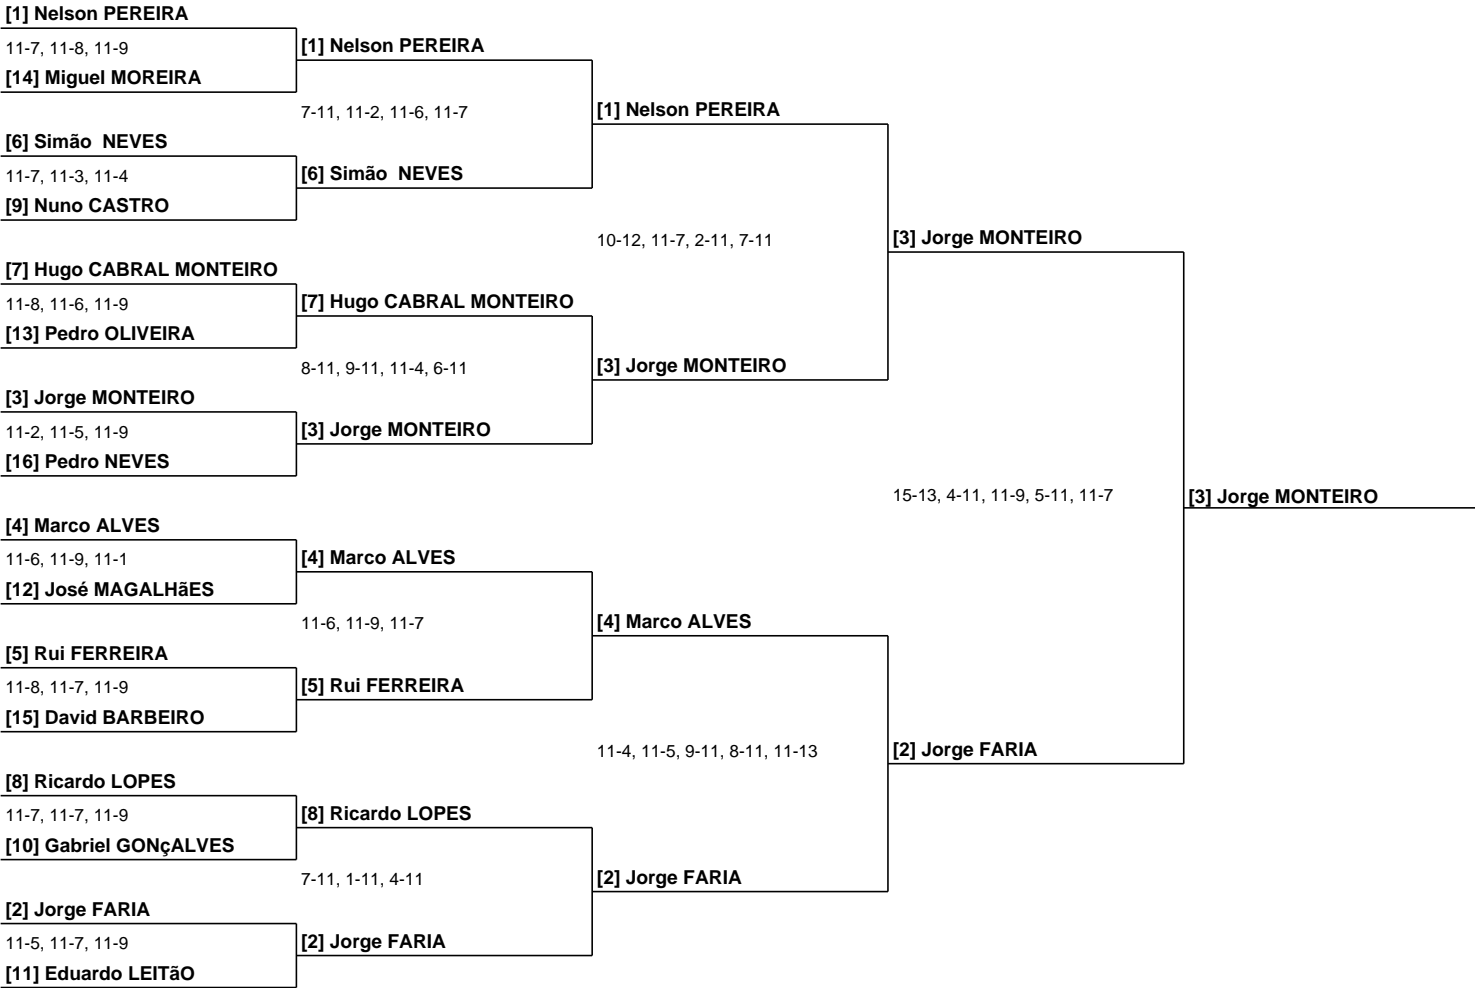 [1] Nelson PEREIRA
11-7, 11-8, 11-9
[14] Miguel MOREIRA
[6] Simão  NEVES
11-7, 11-3, 11-4
[9] Nuno CASTRO
[7] Hugo CABRAL MONTEIRO
11-8, 11-6, 11-9
[13] Pedro OLIVEIRA
[3] Jorge MONTEIRO
11-2, 11-5, 11-9
[16] Pedro NEVES
[4] Marco ALVES
11-6, 11-9, 11-1
[12] José MAGALHãES
[5] Rui FERREIRA
11-8, 11-7, 11-9
[15] David BARBEIRO
[8] Ricardo LOPES
11-7, 11-7, 11-9
[10] Gabriel GONçALVES
[2] Jorge FARIA
11-5, 11-7, 11-9
[11] Eduardo LEITãO
[1] Nelson PEREIRA
7-11, 11-2, 11-6, 11-7
[6] Simão  NEVES
[7] Hugo CABRAL MONTEIRO
8-11, 9-11, 11-4, 6-11
[3] Jorge MONTEIRO
[4] Marco ALVES
11-6, 11-9, 11-7
[5] Rui FERREIRA
[8] Ricardo LOPES
7-11, 1-11, 4-11
[2] Jorge FARIA
[1] Nelson PEREIRA
10-12, 11-7, 2-11, 7-11
[3] Jorge MONTEIRO
[4] Marco ALVES
11-4, 11-5, 9-11, 8-11, 11-13
[2] Jorge FARIA
[3] Jorge MONTEIRO
15-13, 4-11, 11-9, 5-11, 11-7
[2] Jorge FARIA
[3] Jorge MONTEIRO